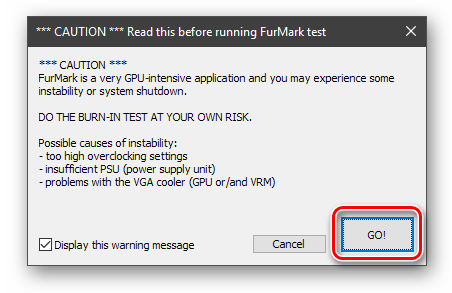 *** CAUTION *** Read this before running FurMark test
*** CAUTION ***
FurMark is a very GPU-intensive application and you may experience some
instability or system shutdown.
DO THE BURN-IN TEST AT YOUR OWN RISK.
Possible causes of instability:
- too high overclocking settings
- insufficient PSU (power supply unit)
- problems with the VGA cooler (GPU or/and VRM)
Display this warning message
Cancel
GO!